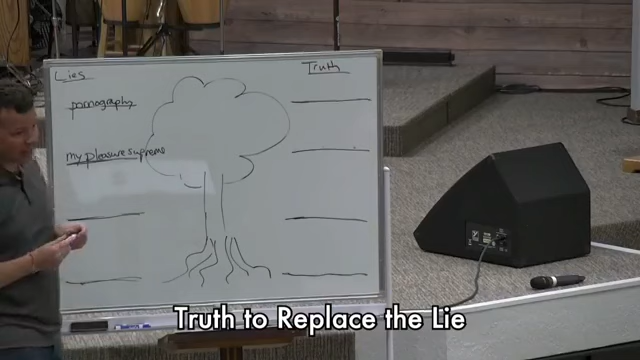 Lies
Truth
pornography
my pleasure supreme
Truth to Replace the Lie